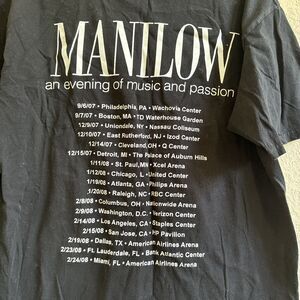 MANILOW
an evening of music and passion
9/6/07 • Philadelphia, PA • Wachovia Center
9/7/07 • Boston, MA • TD Waterhouse Garden
12/9/07 • Uniondale, NY • Nassau Coliseum
12/10/07 • East Rutherford, NJ • Izod Center
12/14/07 • Cleveland, OH • Q Center
12/15/07 • Detroit, MI • The Palace of Auburn Hills
1/11/08 • St. Paul, MN • Xcel Arena
1/12/08 • Chicago, IL • United Center
1/19/08 • Atlanta, GA • Philips Arena
1/20/08 • Raleigh, NC • RBC Center
2/8/08 • Columbus, OH • Nationwide Arena
2/9/08 • Washington, D.C. • Verizon Center
2/14/08 • Los Angeles, CA • Staples Center
2/15/08 • San Jose, CA • HP Pavilion
2/19/08 • Dallas, TX • American Airlines Arena
2/23/08 • Ft. Lauderdale, FL • Bank Atlantic Center
2/24/08 • Miami, FL • American Airlines Arena